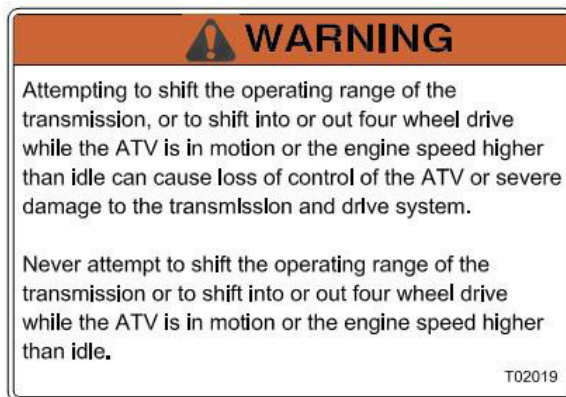 WARNING
Attempting to shift the operating range of the
transmission, or to shift into or out four wheel drive
while the ATV is in motion or the engine speed higher
than idle can cause loss of control of the ATV or severe
damage to the transmission and drive system.
Never attempt to shift the operating range of the
transmission or to shift into or out four wheel drive
while the ATV is in motion or the engine speed higher
than idle.
T02019